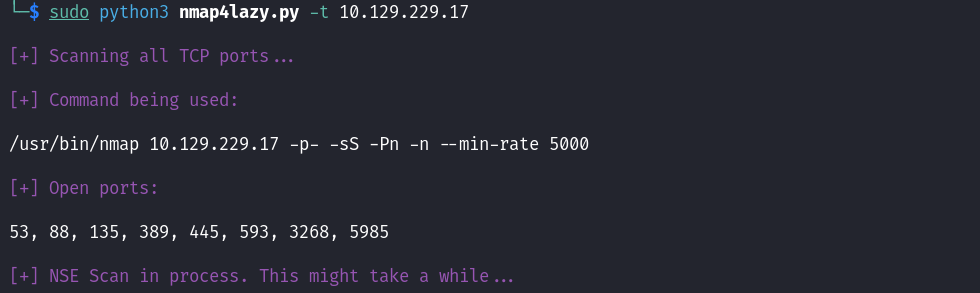 └─$ sudo python3 nmap4lazy.py -t 10.129.229.17
[+] Scanning all TCP ports...
[+] Command being used:
/usr/bin/nmap 10.129.229.17 -p- -sS -Pn -n --min-rate 5000
[+] Open ports:
53, 88, 135, 389, 445, 593, 3268, 5985
[+] NSE Scan in process. This might take a while...